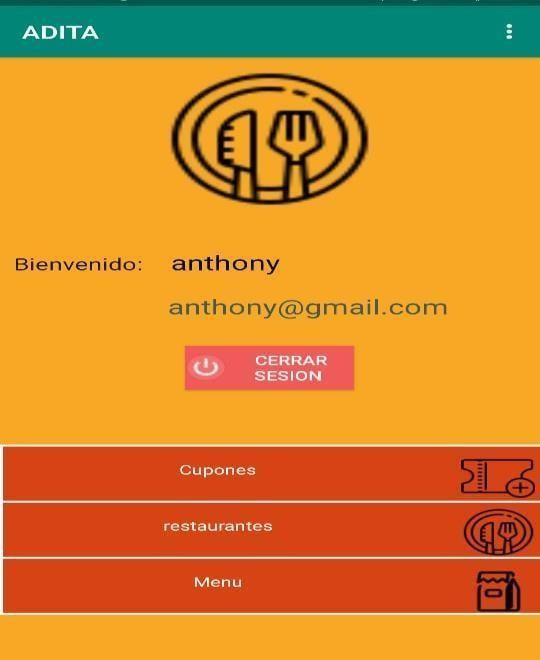 ADITA
Bienvenido: anthony
anthony@gmail.com
CERRAR
SESION
Cupones
restaurantes
Menu